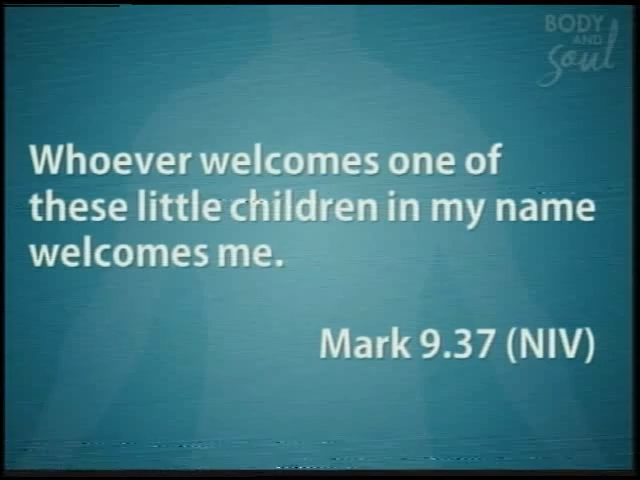 BODY
AND
Soul
Whoever welcomes one of
these little children in my name
welcomes me.
Mark 9.37 (NIV)